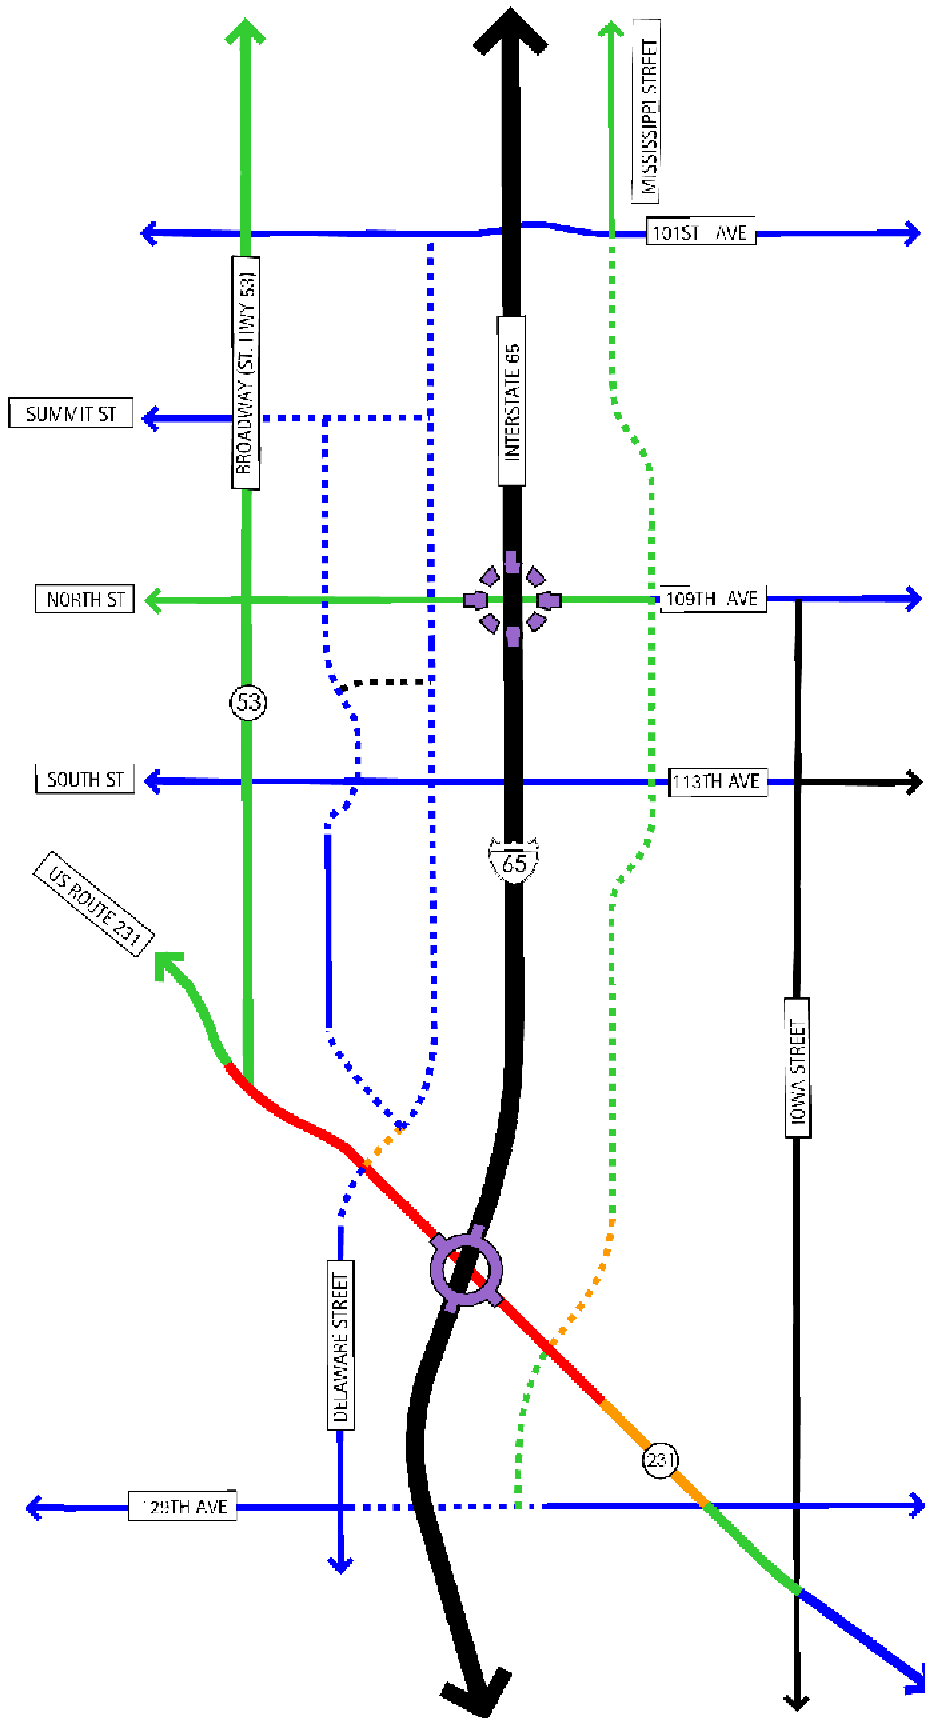 MISSISSIPPI STREET
101ST AVE
BROADWAY (ST. HWY 53)
INTERSTATE 65
SUMMIT ST
NORTH ST
109TH AVE
53
SOUTH ST
113TH AVE
65
US ROUTE 231
IOWA STREET
DELAWARE STREET
231
129TH AVE